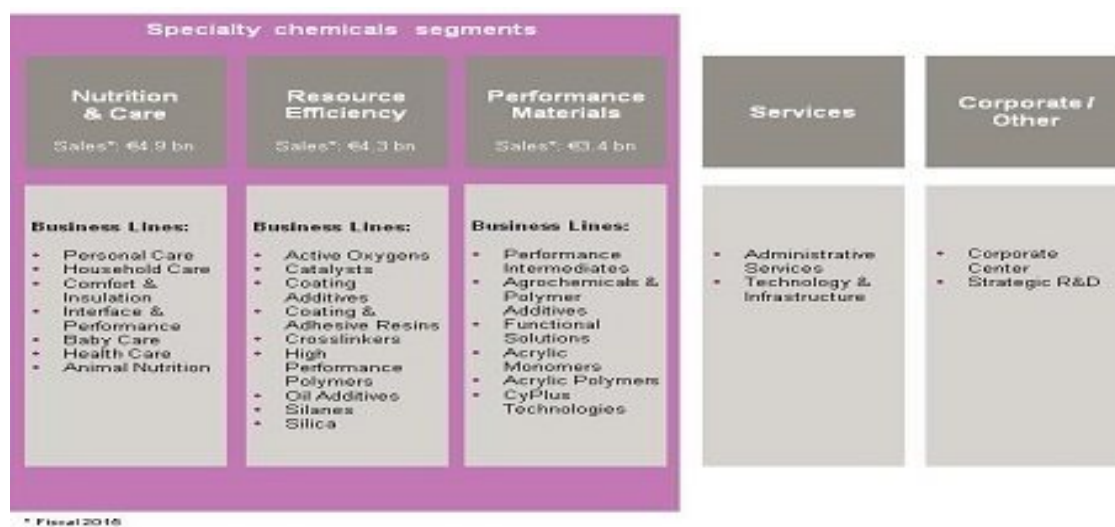 Specialty chemicals segments
Nutrition
& Care
Sales*: €4.9 bn
Resource
Efficiency
Sales*: €4.3 bn
Performance
Materials
Sales*: €3.4 bn
Services
Corporate /
Other
Business Lines:
• Personal Care
• Household Care
• Comfort &
Insulation
• Interface &
Performance
• Baby Care
• Health Care
• Animal Nutrition
Business Lines:
• Active Oxygens
• Catalysts
• Coating
Additives
• Coating &
Adhesive Resins
• Crosslinkers
• High
Performance
Polymers
• Oil Additives
• Silanes
• Silica
Business Lines:
• Performance
Intermediates
• Agrochemicals &
Polymer
Additives
• Functional
Solutions
• Acrylic
Monomers
• Acrylic Polymers
• CyPlus
Technologies
• Administrative
Services
• Technology &
Infrastructure
• Corporate
Center
• Strategic R&D
* Fiscal